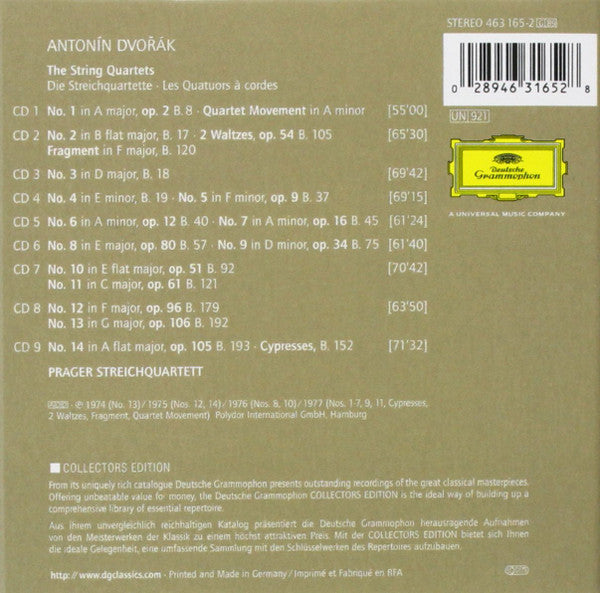 STEREO 463 165-2 GB9
ANTONÍN DVOŘÁK
The String Quartets
Die Streichquartette · Les Quatuors à cordes
CD 1 No. 1 in A major, op. 2 B. 8 · Quartet Movement in A minor [55'00]
CD 2 No. 2 in B flat major, B. 17 · 2 Waltzes, op. 54 B. 105 [65'30]
Fragment in F major, B. 120
CD 3 No. 3 in D major, B. 18 [69'42]
CD 4 No. 4 in E minor, B. 19 · No. 5 in F minor, op. 9 B. 37 [69'15]
CD 5 No. 6 in A minor, op. 12 B. 40 · No. 7 in A minor, op. 16 B. 45 [61'24]
CD 6 No. 8 in E major, op. 80 B. 57 · No. 9 in D minor, op. 34 B. 75 [61'40]
CD 7 No. 10 in E flat major, op. 51 B. 92 [70'42]
No. 11 in C major, op. 61 B. 121
CD 8 No. 12 in F major, op. 96 B. 179 [63'50]
No. 13 in G major, op. 106 B. 192
CD 9 No. 14 in A flat major, op. 105 B. 193 · Cypresses, B. 152 [71'32]
PRAGER STREICHQUARTETT
℗ 1974 (No. 13) / 1975 (Nos. 12, 14) / 1976 (Nos. 8, 10) / 1977 (Nos. 1-7, 9, 11, Cypresses,
2 Waltzes, Fragment, Quartet Movement) Polydor International GmbH, Hamburg
0 28946 31652 8
UN 921
Deutsche
Grammophon
A UNIVERSAL MUSIC COMPANY
COLLECTORS EDITION
From its uniquely rich catalogue Deutsche Grammophon presents outstanding recordings of the great classical masterpieces.
Offering unbeatable value for money, the Deutsche Grammophon COLLECTORS EDITION is the ideal way of building up a
comprehensive library of essential repertoire.
Aus ihrem unvergleichlich reichhaltigen Katalog präsentiert die Deutsche Grammophon herausragende Aufnahmen
von den Meisterwerken der Klassik zu einem höchst attraktiven Preis. Mit der COLLECTORS EDITION bietet sich Ihnen
die ideale Gelegenheit, eine umfassende Sammlung mit den Schlüsselwerken des Repertoires aufzubauen.
http://www.dgclassics.com · Printed and Made in Germany / Imprimé et Fabriqué en RFA